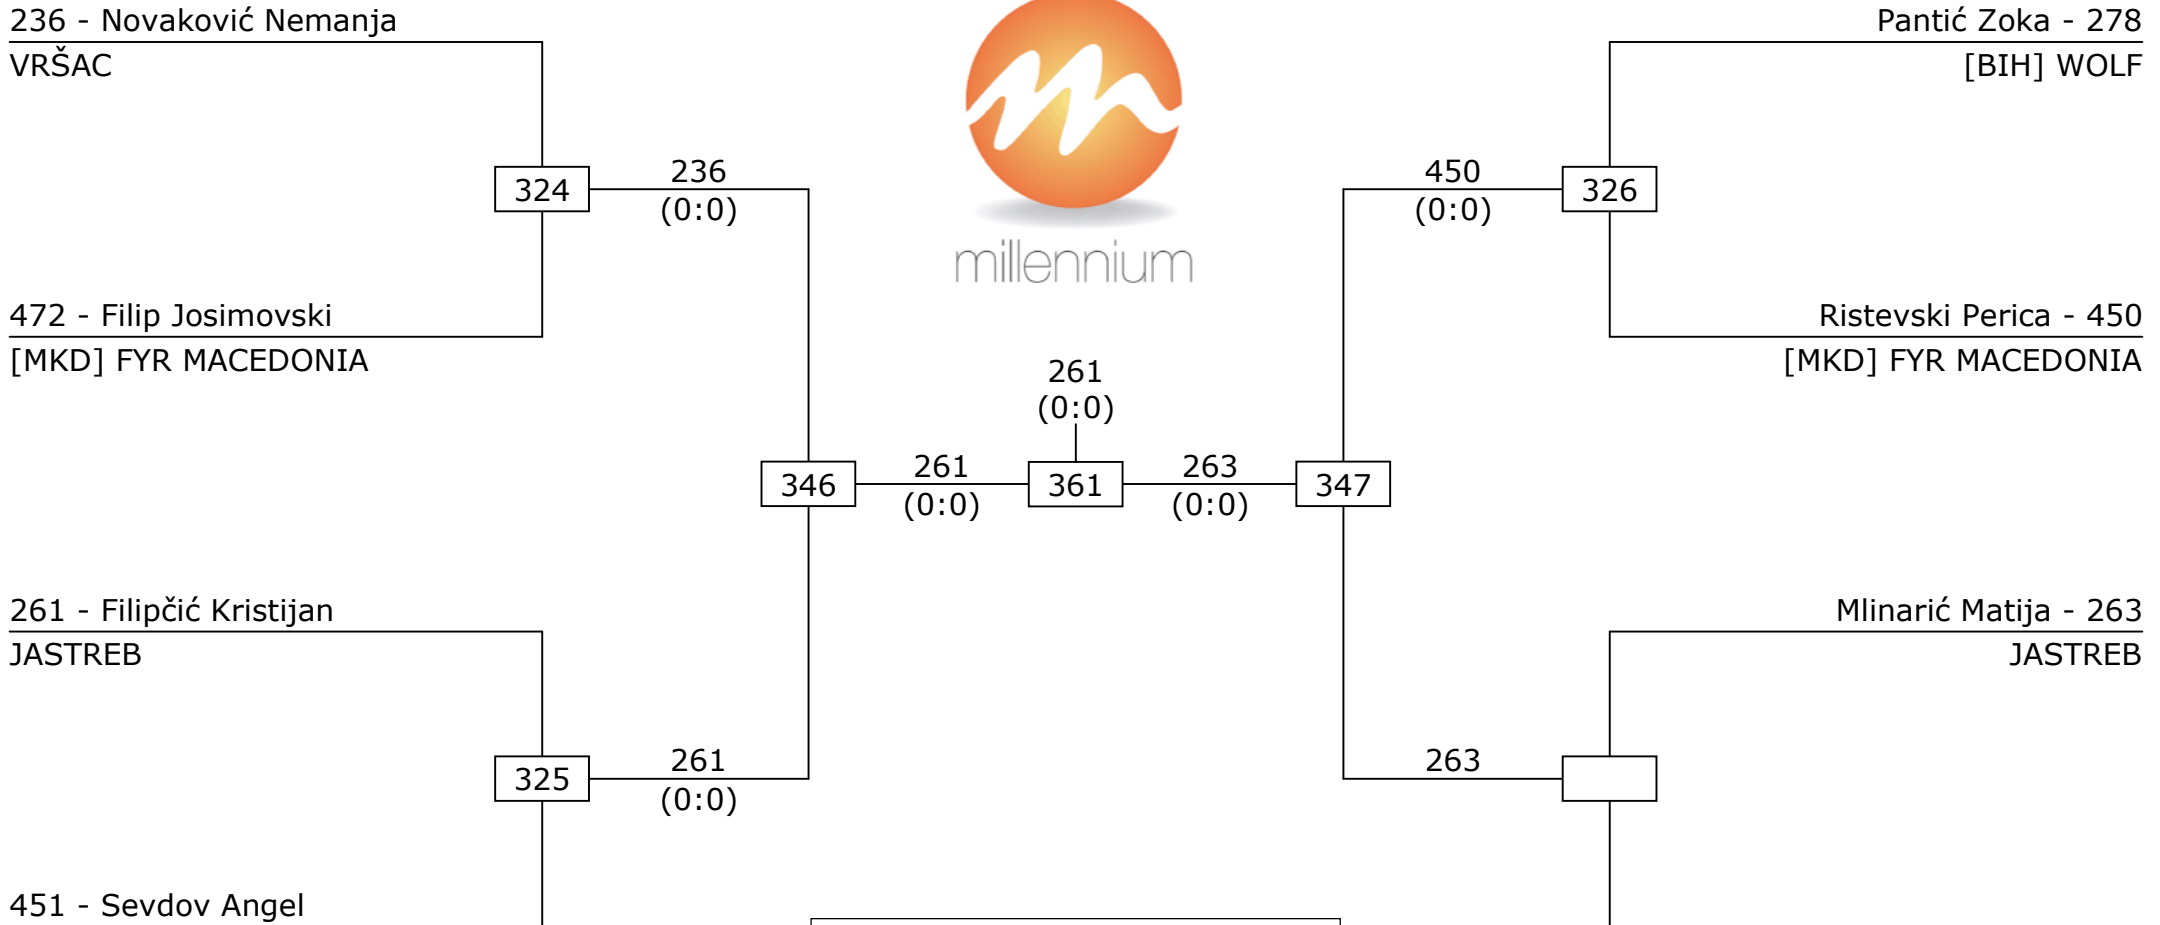 236 - Novaković Nemanja
VRŠAC
Pantić Zoka - 278
[BIH] WOLF
millennium
324
236
(0:0)
450
(0:0)
326
472 - Filip Josimovski
[MKD] FYR MACEDONIA
Ristevski Perica - 450
[MKD] FYR MACEDONIA
261
(0:0)
346
261
(0:0)
361
263
(0:0)
347
261 - Filipčić Kristijan
JASTREB
Mlinarić Matija - 263
JASTREB
325
261
(0:0)
263
451 - Sevdov Angel